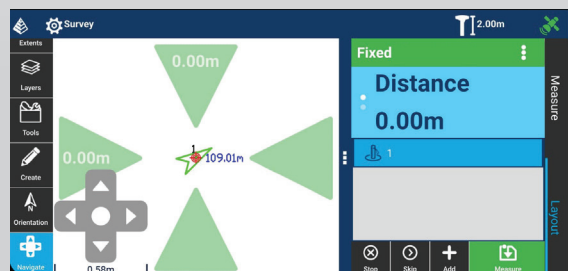 Survey
2.00m
Extents
Layers
Tools
Create
Orientation
Navigate
0.00m
0.00m
1
109.01m
0.58m
Fixed
Distance
0.00m
1
Stop
Skip
Add
Measure
Measure
Layout